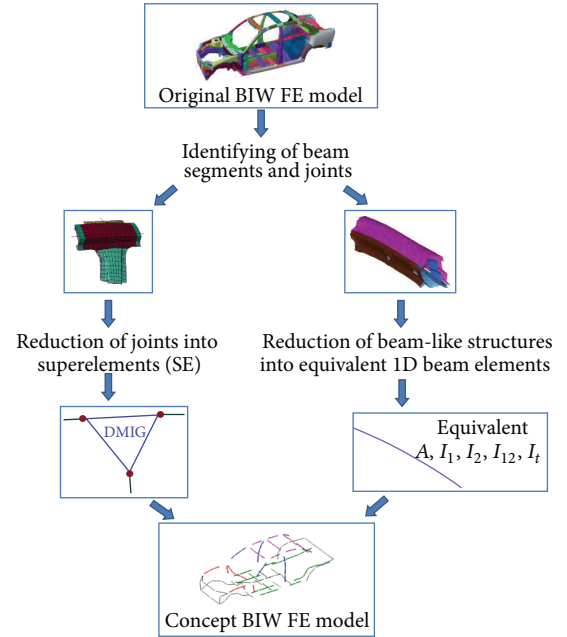 Original BIW FE model
Identifying of beam
segments and joints
Reduction of joints into
superelements (SE)
Reduction of beam-like structures
into equivalent 1D beam elements
DMIG
Equivalent
A, I₁, I₂, I₁₂, Iₜ
Concept BIW FE model